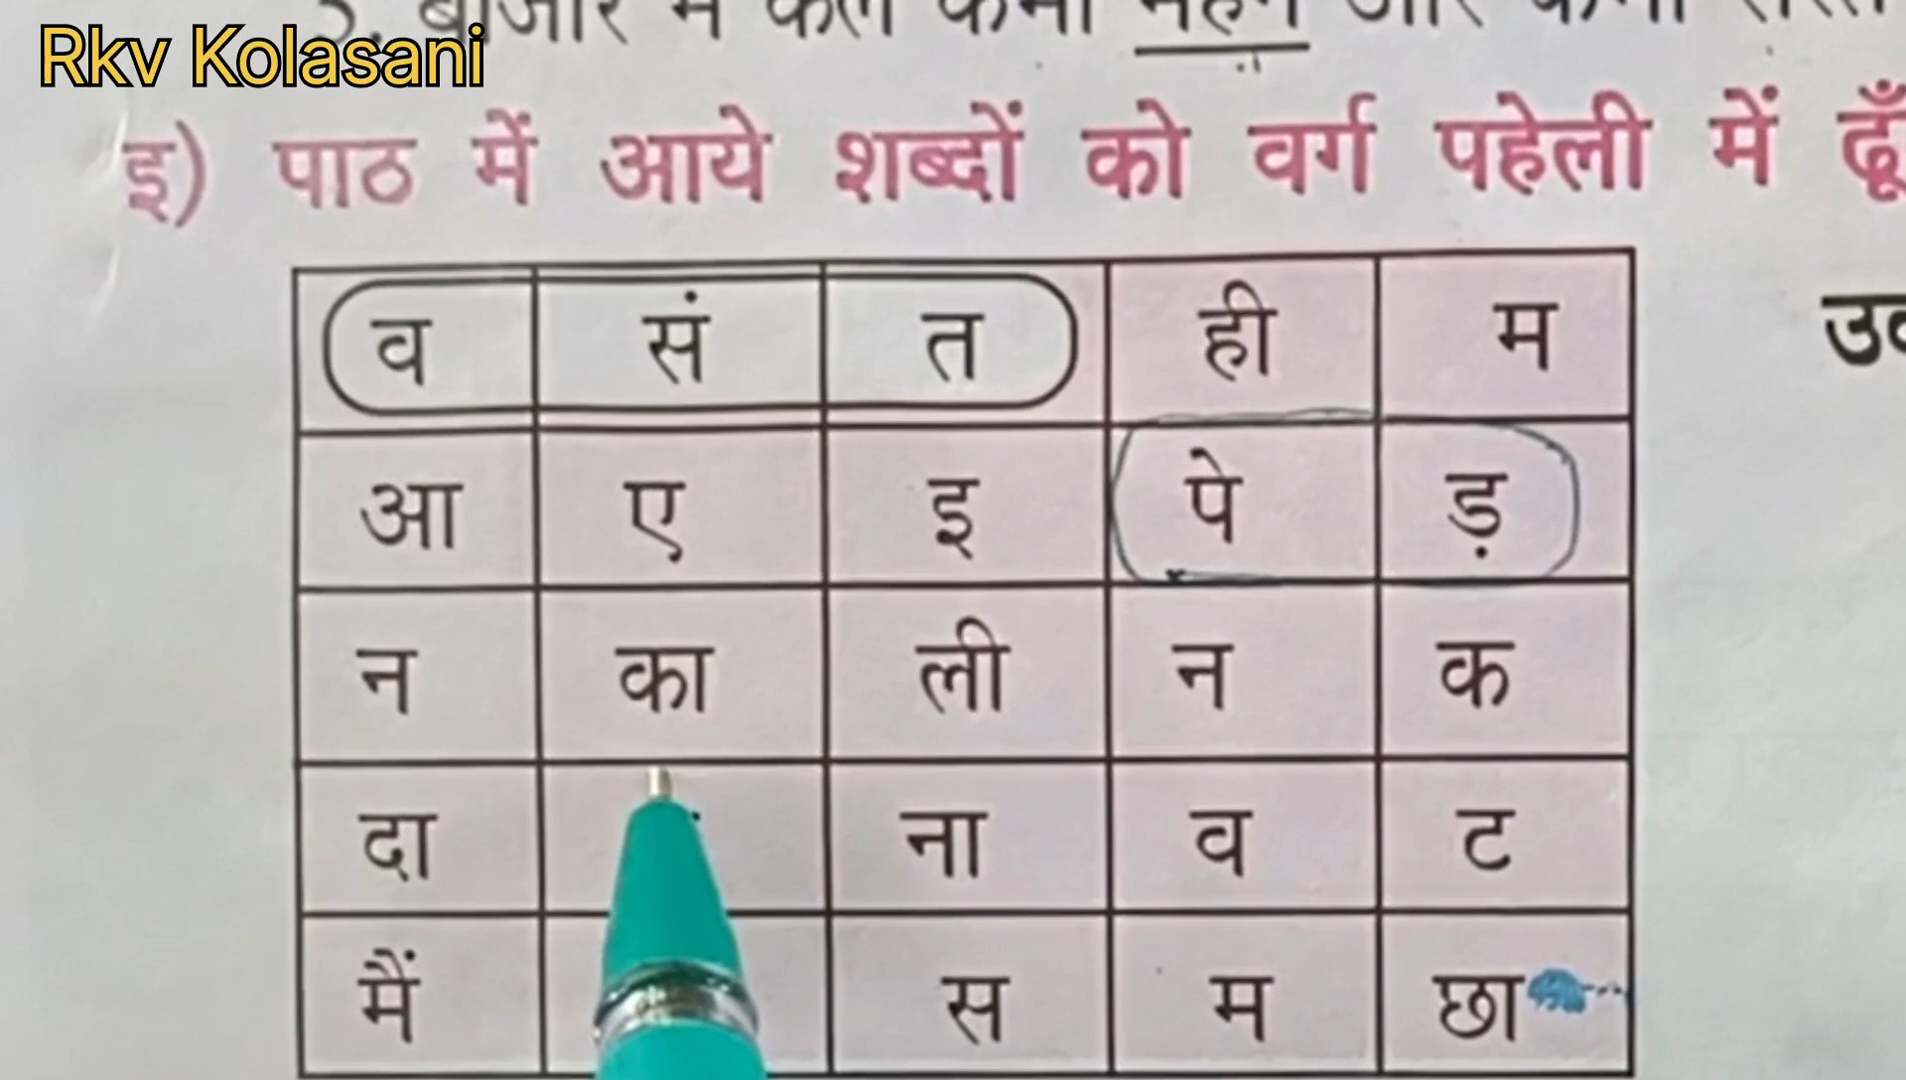 Rkv Kolasani
इ) पाठ में आये शब्दों को वर्ग पहेली में
व सं त ही म
आ ए इ पे ड़
न का ली न क
दा ना व ट
मैं स म छा